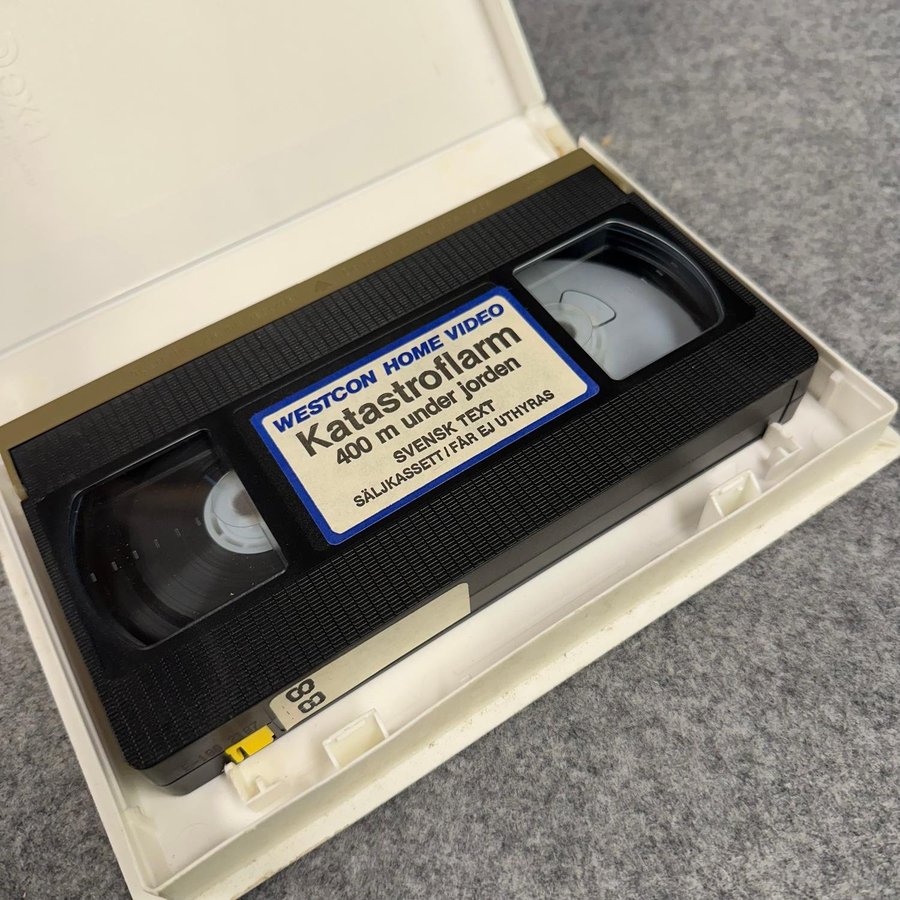 WESTCON HOME VIDEO
Katastroflarm
400 m under jorden
SVENSK TEXT
SÄLJKASSETT/FÅR EJ UTHYRAS
88